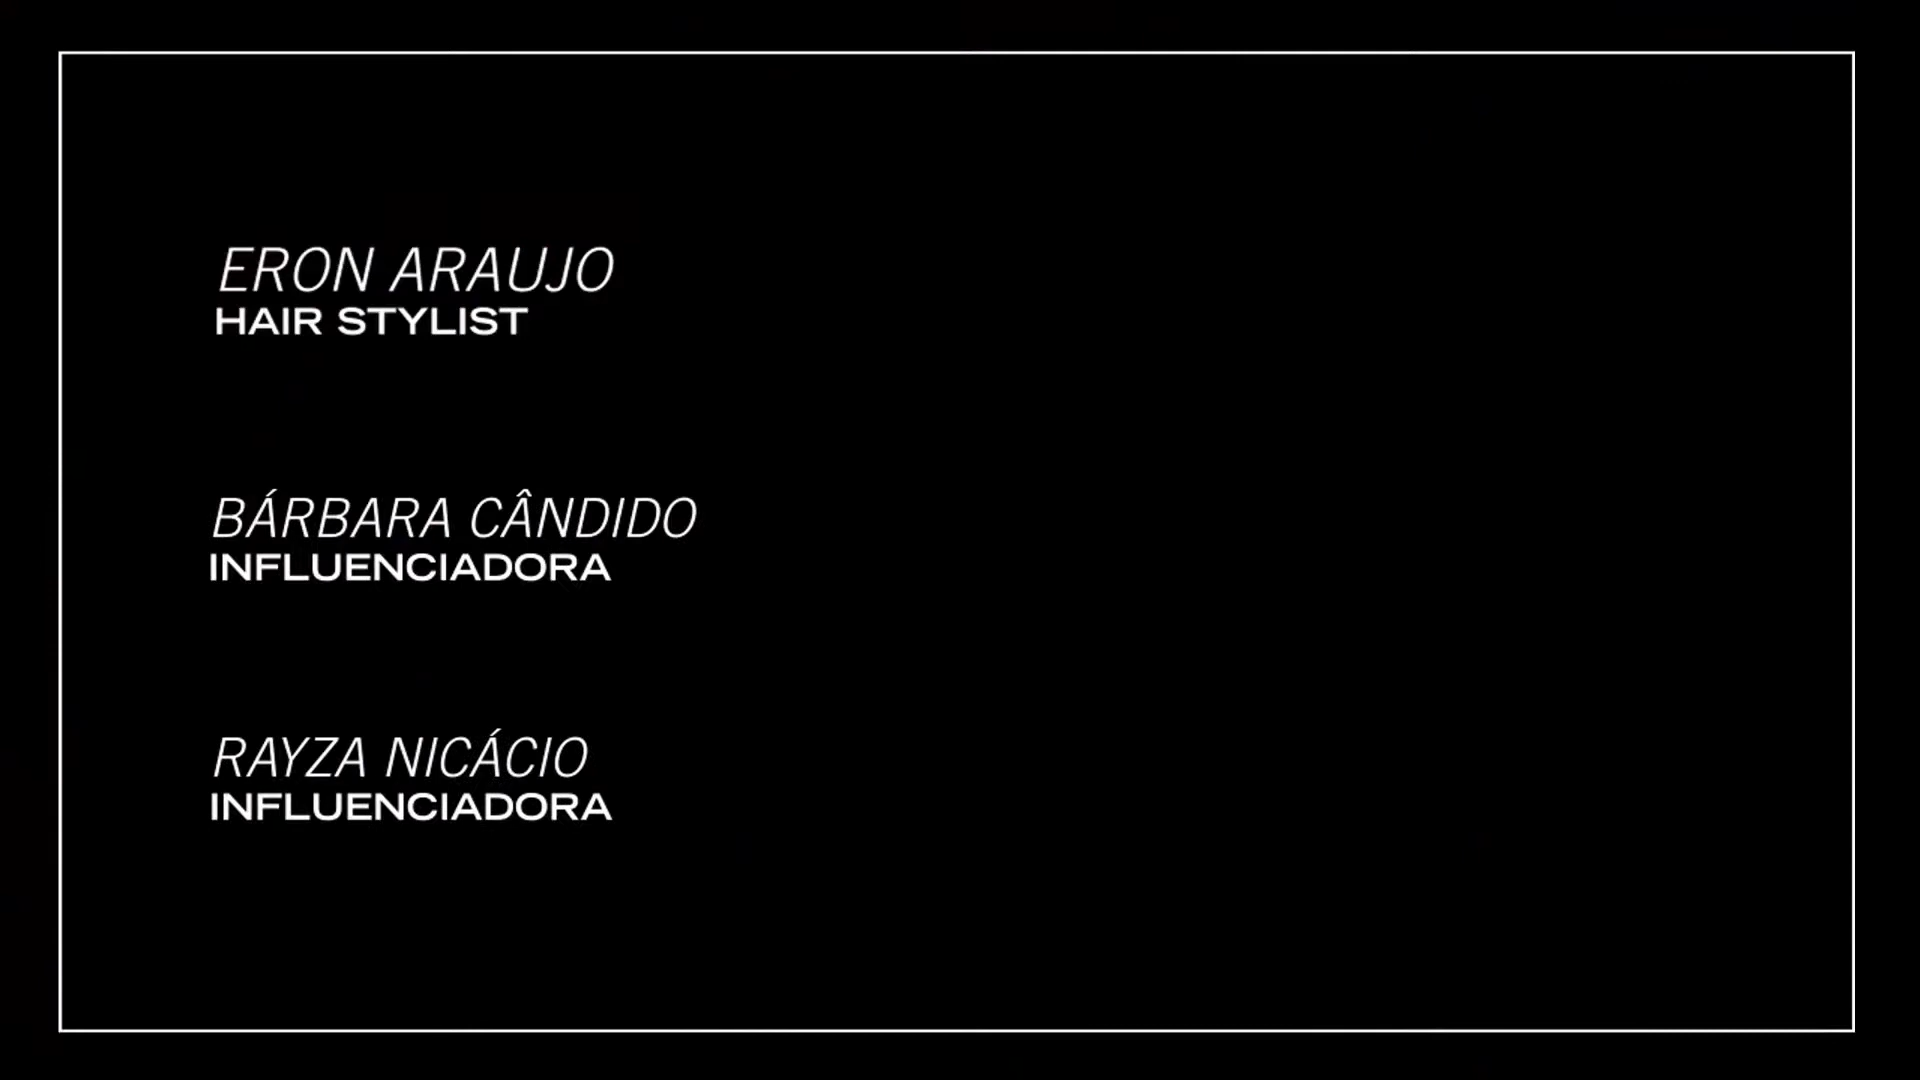 ERON ARAUJO
HAIR STYLIST
BÁRBARA CÂNDIDO
INFLUENCIADORA
RAYZA NICÁCIO
INFLUENCIADORA